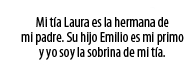 Mi tía Laura es la hermana de
mi padre. Su hijo Emilio es mi primo
y yo soy la sobrina de mi tía.